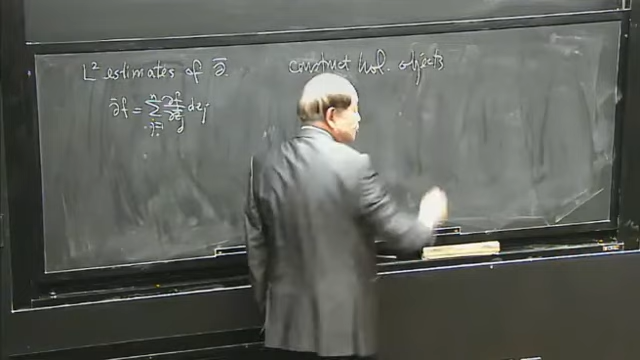 L² estimates of ∂̄.
construct hol. objects
∂̄f = Σ_{j=1}^{n} ∂f/∂z̄_j dz̄_j